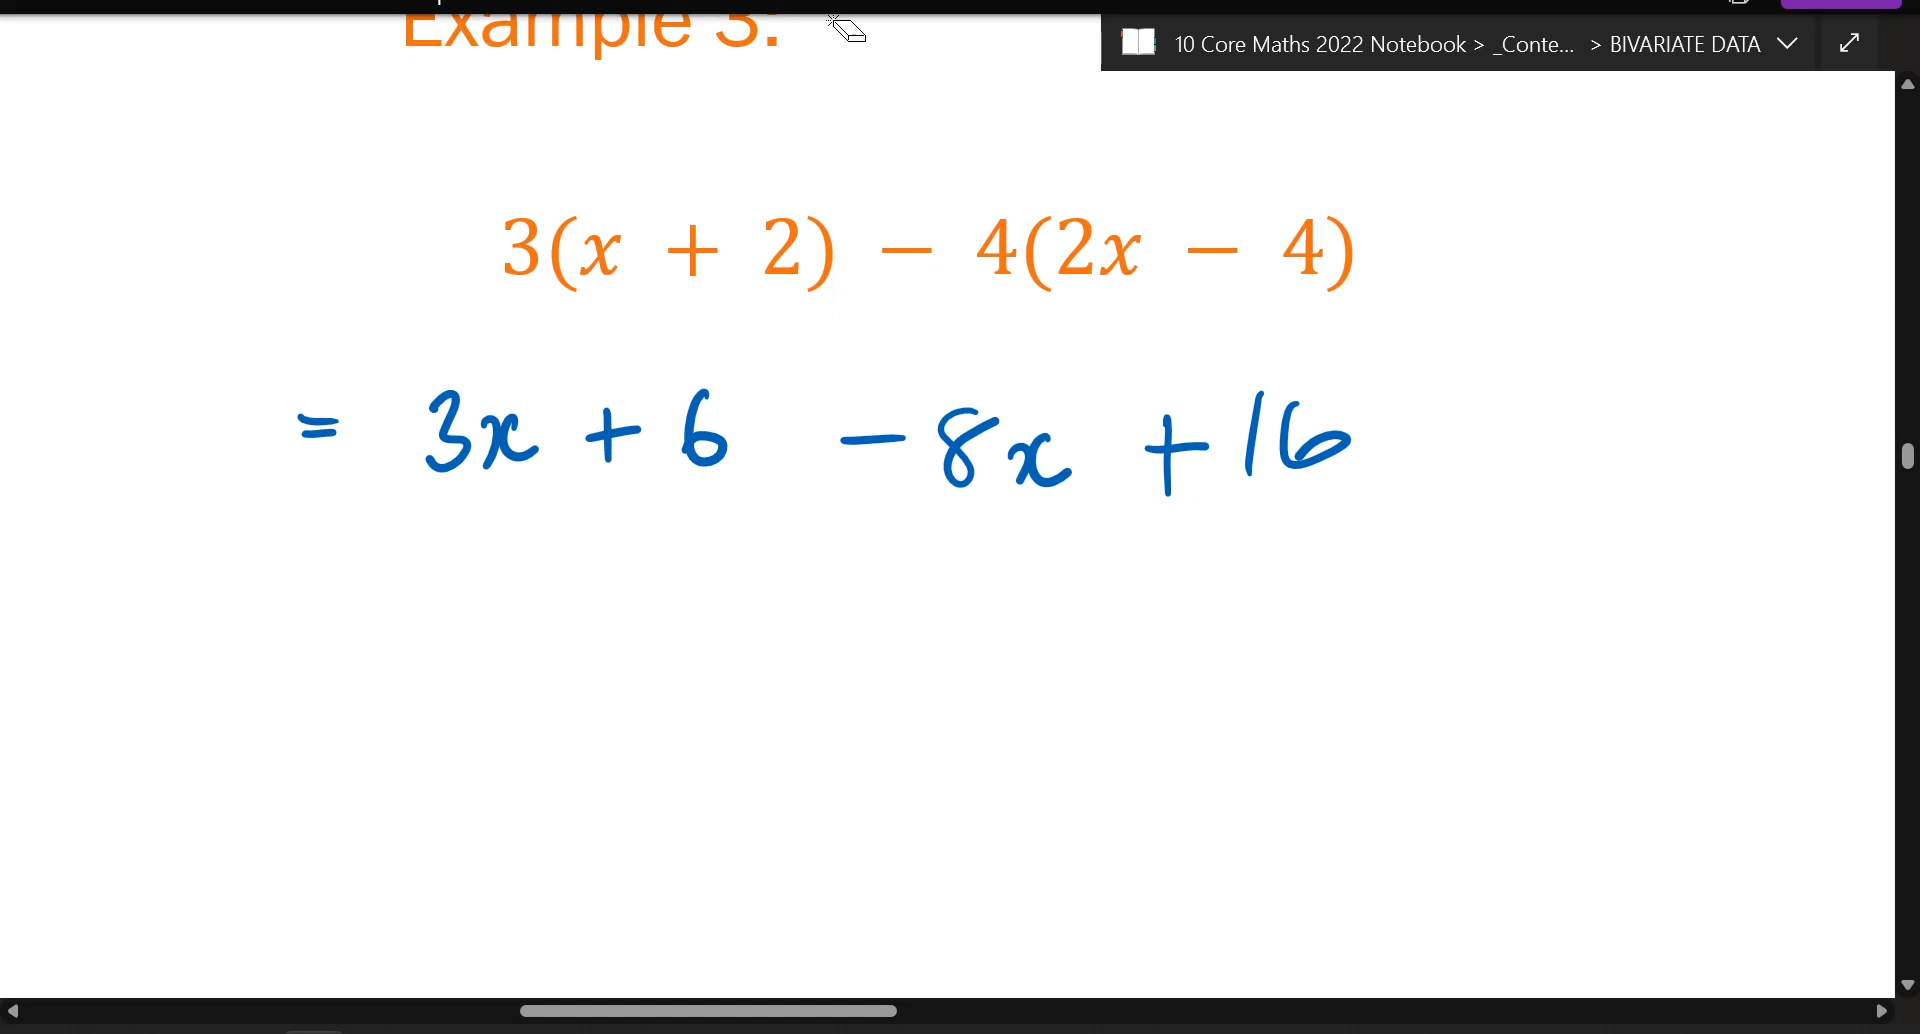 Example 3:
10 Core Maths 2022 Notebook > _Conte... > BIVARIATE DATA
3(x + 2) − 4(2x − 4)
= 3x + 6 − 8x + 16